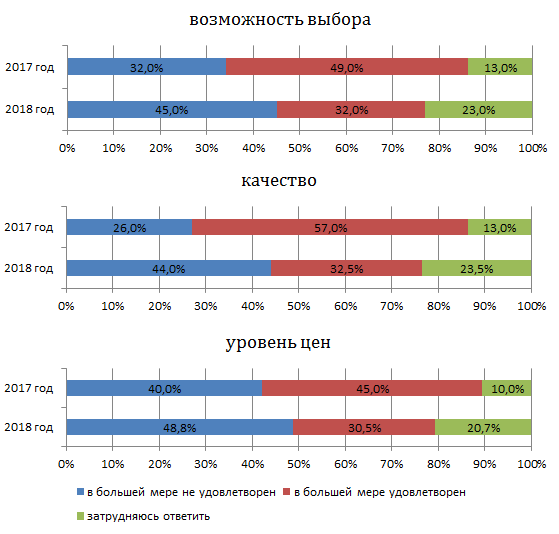 возможность выбора
2017 год 32,0% 49,0% 13,0%
2018 год 45,0% 32,0% 23,0%
0% 10% 20% 30% 40% 50% 60% 70% 80% 90% 100%
качество
2017 год 26,0% 57,0% 13,0%
2018 год 44,0% 32,5% 23,5%
0% 10% 20% 30% 40% 50% 60% 70% 80% 90% 100%
уровень цен
2017 год 40,0% 45,0% 10,0%
2018 год 48,8% 30,5% 20,7%
0% 10% 20% 30% 40% 50% 60% 70% 80% 90% 100%
в большей мере не удовлетворен в большей мере удовлетворен
затрудняюсь ответить